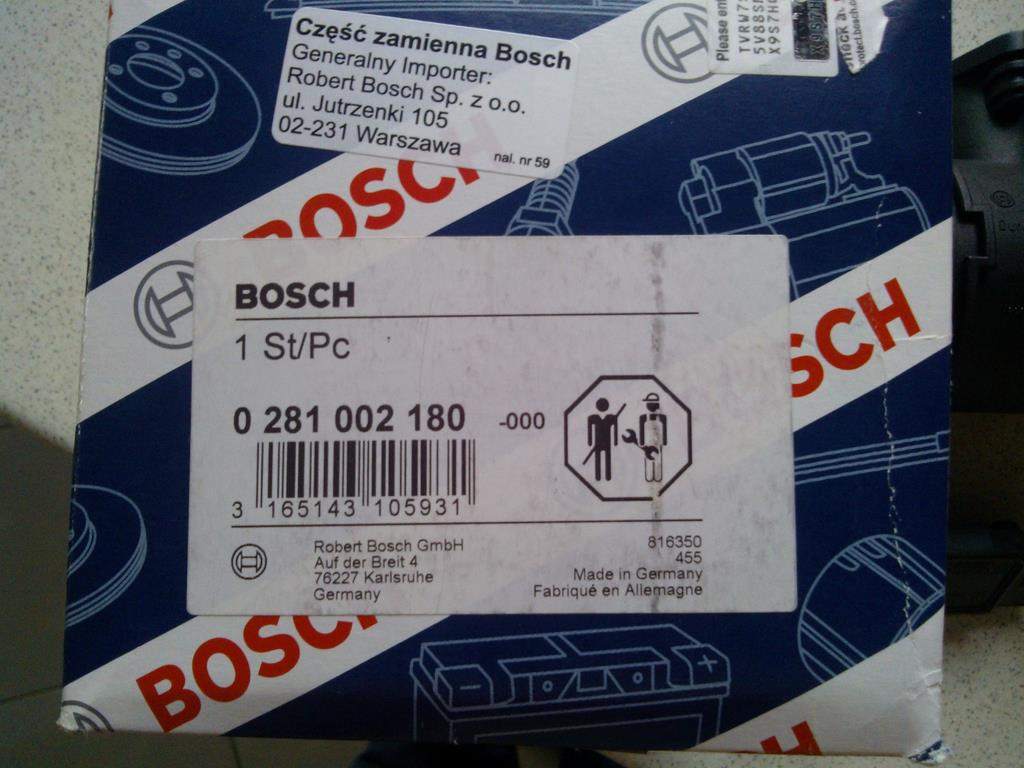 Część zamienna Bosch
Generalny Importer:
Robert Bosch Sp. z o.o.
ul. Jutrzenki 105
02-231 Warszawa
nal. nr 59
Please
BOSCH
BOSCH
1 St/Pc
0 281 002 180 -000
3 165143 105931
Robert Bosch GmbH
Auf der Breit 4
76227 Karlsruhe
Germany
816350
455
Made in Germany
Fabriqué en Allemagne
SCH
BOSCH
H